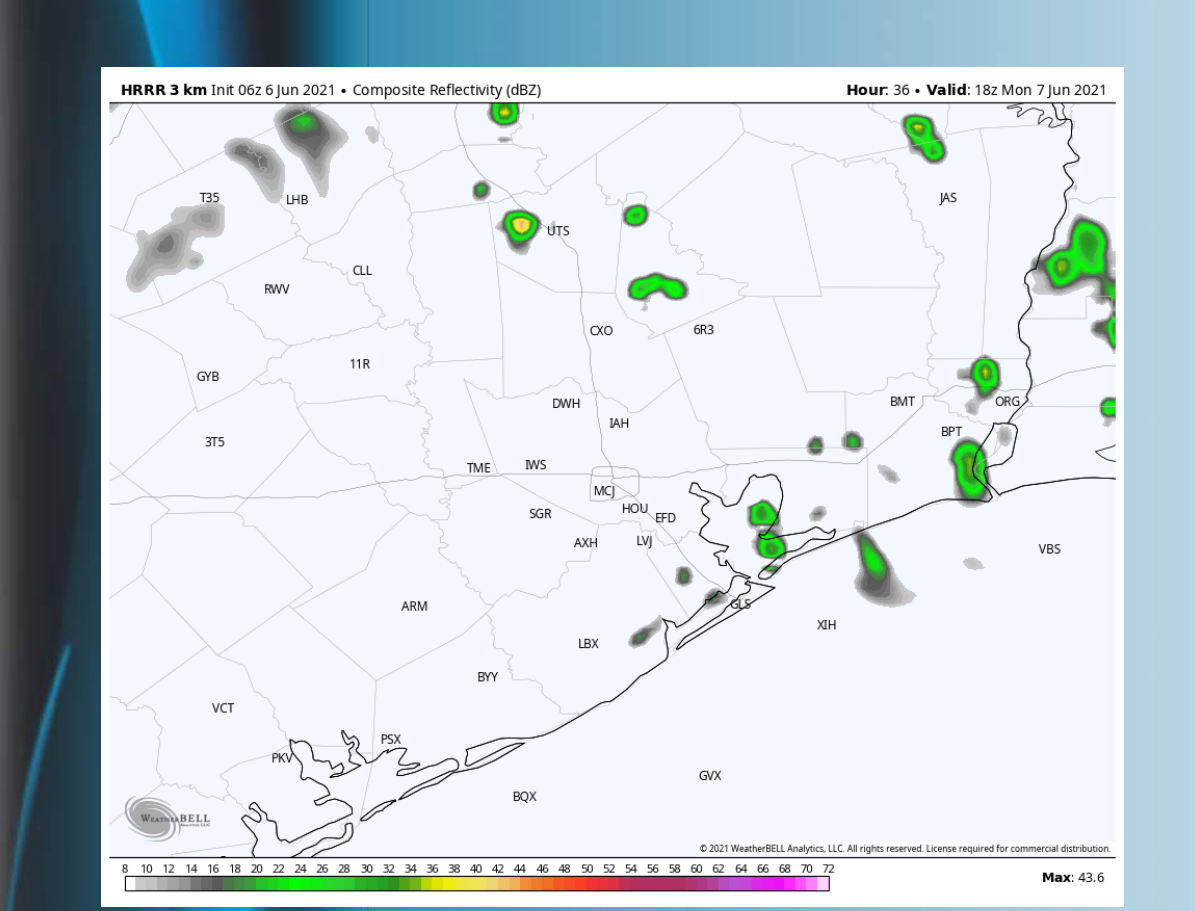 HRRR 3 km Init 06z 6 Jun 2021 • Composite Reflectivity (dBZ) Hour: 36 • Valid: 18z Mon 7 Jun 2021
T35 LHB JAS
UTS
CLL
RWV
CXO 6R3
11R
GYB
DWH BMT ORG
IAH
3T5 BPT
TME IWS
MCJ
SGR HOU EFD
AXH LVJ VBS
ARM GLS
XIH
LBX
BYY
VCT
PSX
PKV
GVX
BQX
WEATHERBELL
© 2021 WeatherBELL Analytics, LLC. All rights reserved. License required for commercial distribution.
8 10 12 14 16 18 20 22 24 26 28 30 32 34 36 38 40 42 44 46 48 50 52 54 56 58 60 62 64 66 68 70 72
Max: 43.6